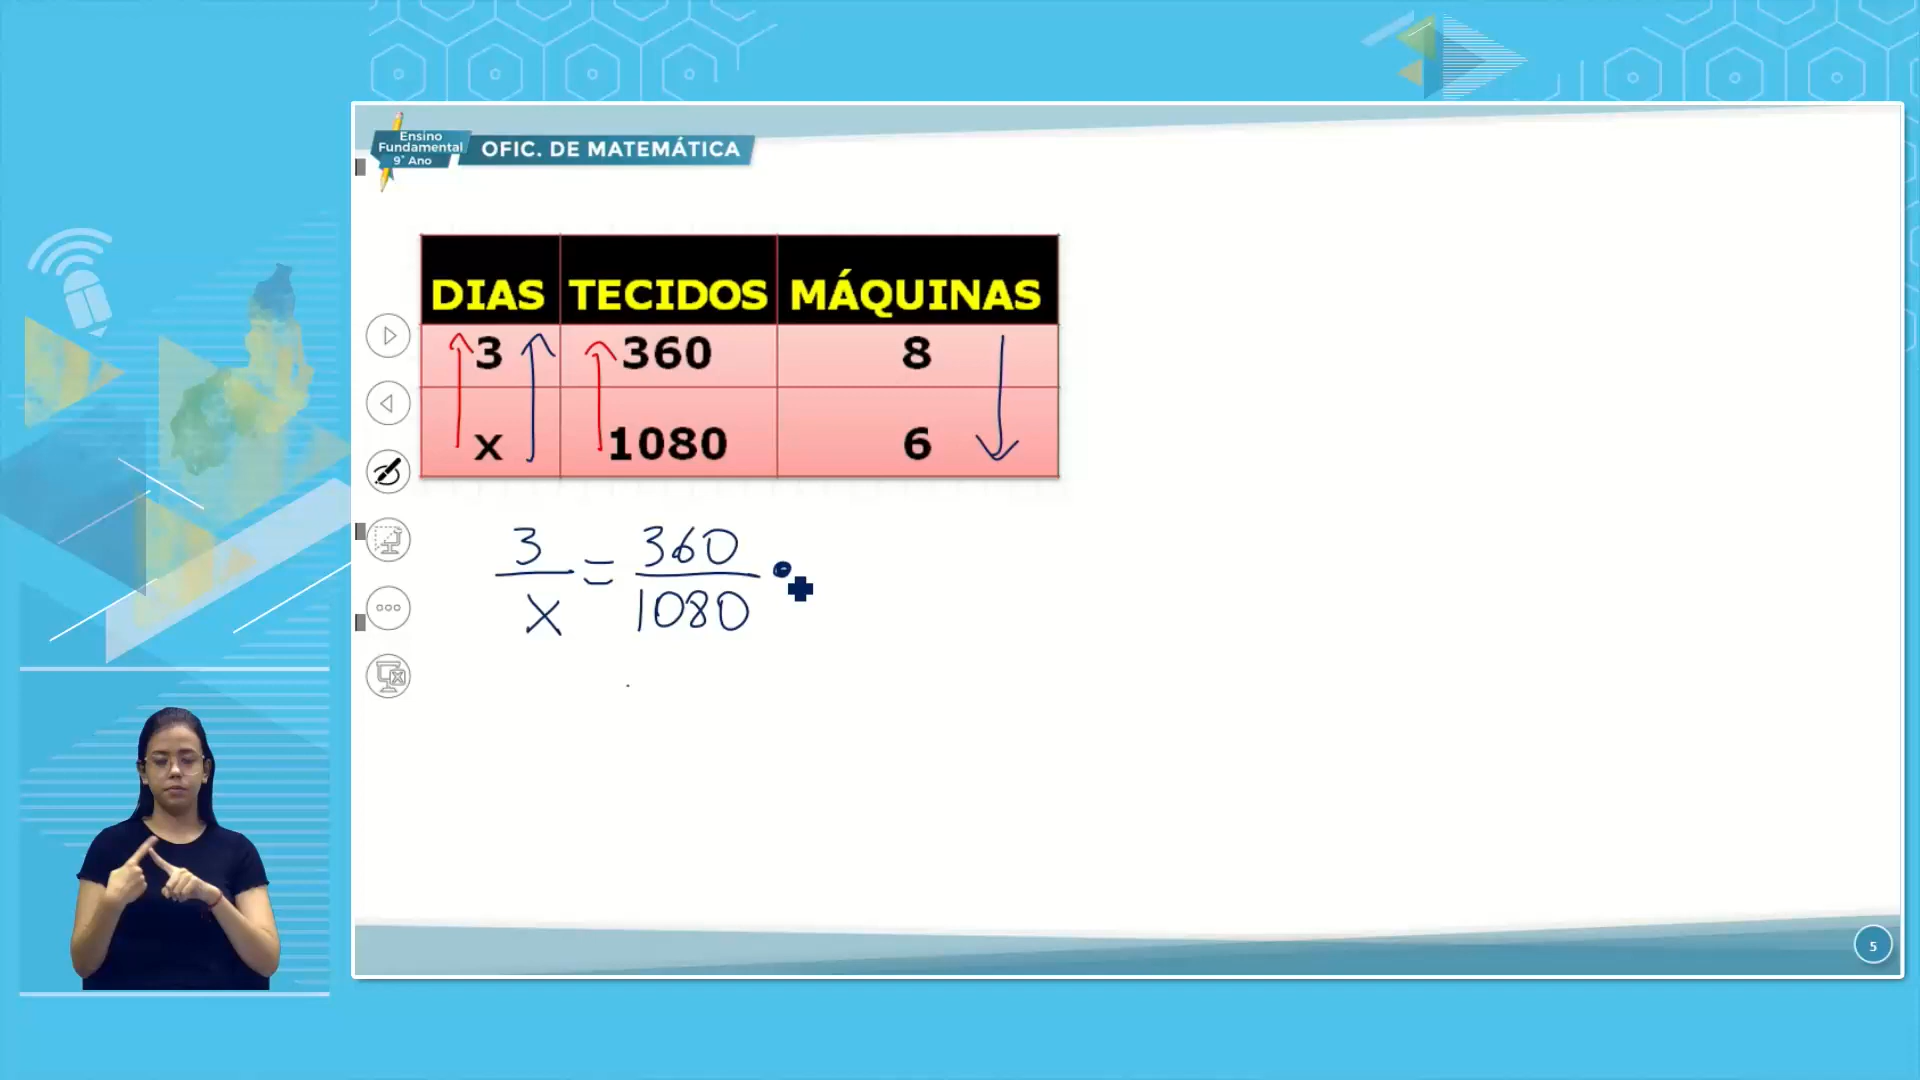 Ensino
Fundamental
9° Ano
OFIC. DE MATEMÁTICA
DIAS TECIDOS MÁQUINAS
3 360 8
x 1080 6
3/x = 360/1080 •
5